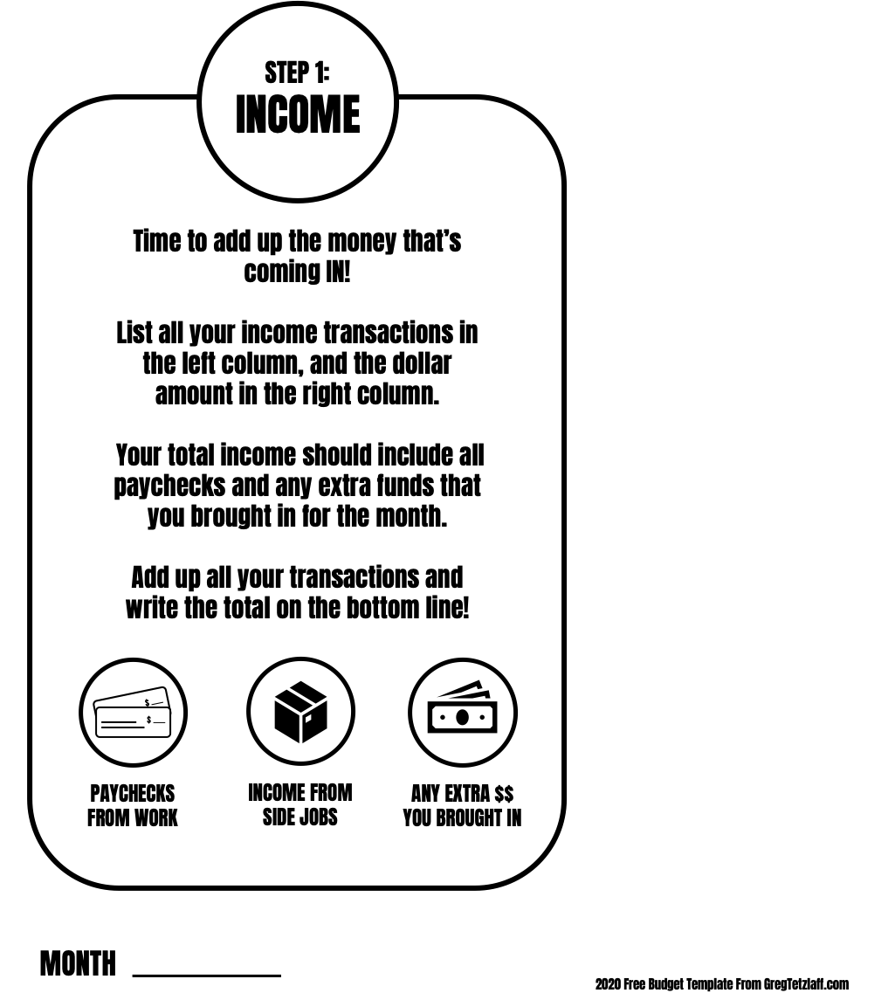 STEP 1:
INCOME
Time to add up the money that’s
coming IN!
List all your income transactions in
the left column, and the dollar
amount in the right column.
Your total income should include all
paychecks and any extra funds that
you brought in for the month.
Add up all your transactions and
write the total on the bottom line!
$
$
PAYCHECKS
FROM WORK
INCOME FROM
SIDE JOBS
ANY EXTRA $$
YOU BROUGHT IN
MONTH
2020 Free Budget Template From GregTetzlaff.com